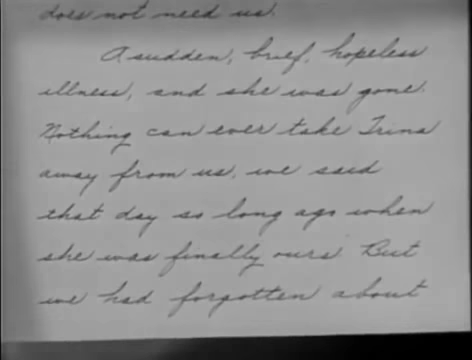 does not need us.
A sudden, brief, hopeless
illness, and she was gone.
Nothing can ever take Trina
away from us, we said
that day so long ago when
she was finally ours. But
we had forgotten about